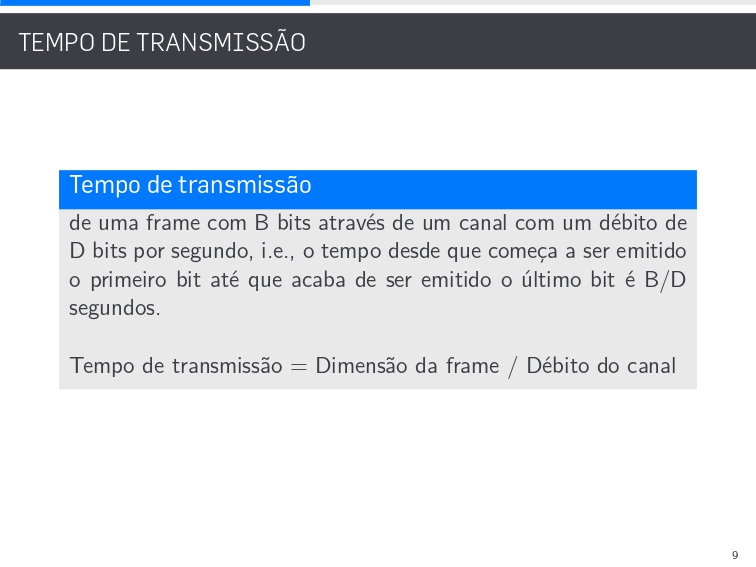 TEMPO DE TRANSMISSÃO
Tempo de transmissão
de uma frame com B bits através de um canal com um débito de
D bits por segundo, i.e., o tempo desde que começa a ser emitido
o primeiro bit até que acaba de ser emitido o último bit é B/D
segundos.
Tempo de transmissão = Dimensão da frame / Débito do canal
9